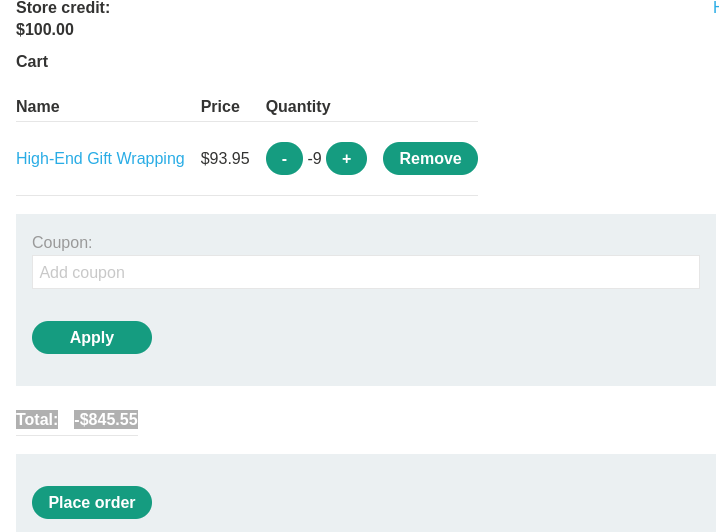 Store credit:
$100.00
Cart
Name Price Quantity
High-End Gift Wrapping $93.95 - -9 + Remove
Coupon:
Add coupon
Apply
Total: -$845.55
Place order